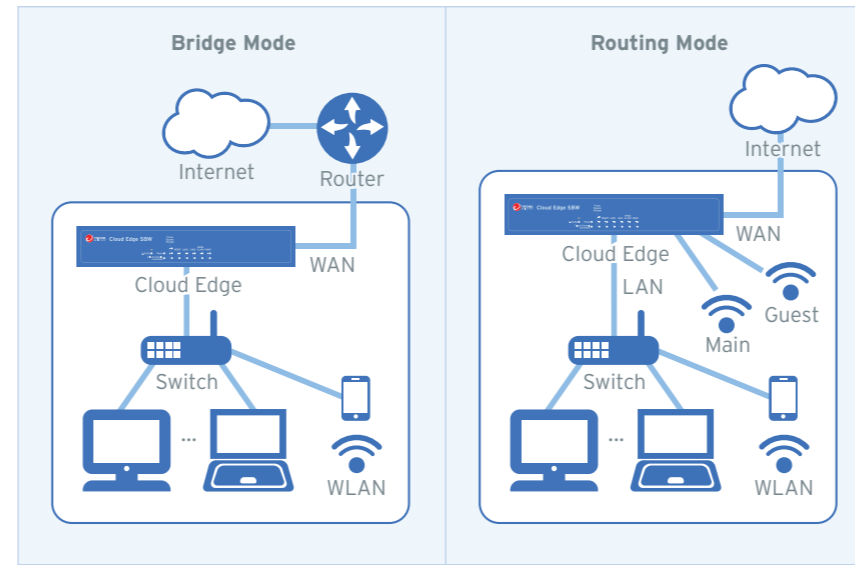 Bridge Mode
Internet
Router
Cloud Edge SBW
WAN
Cloud Edge
Switch
...
WLAN
Routing Mode
Internet
Cloud Edge SBW
WAN
Cloud Edge
LAN
Guest
Main
Switch
...
WLAN